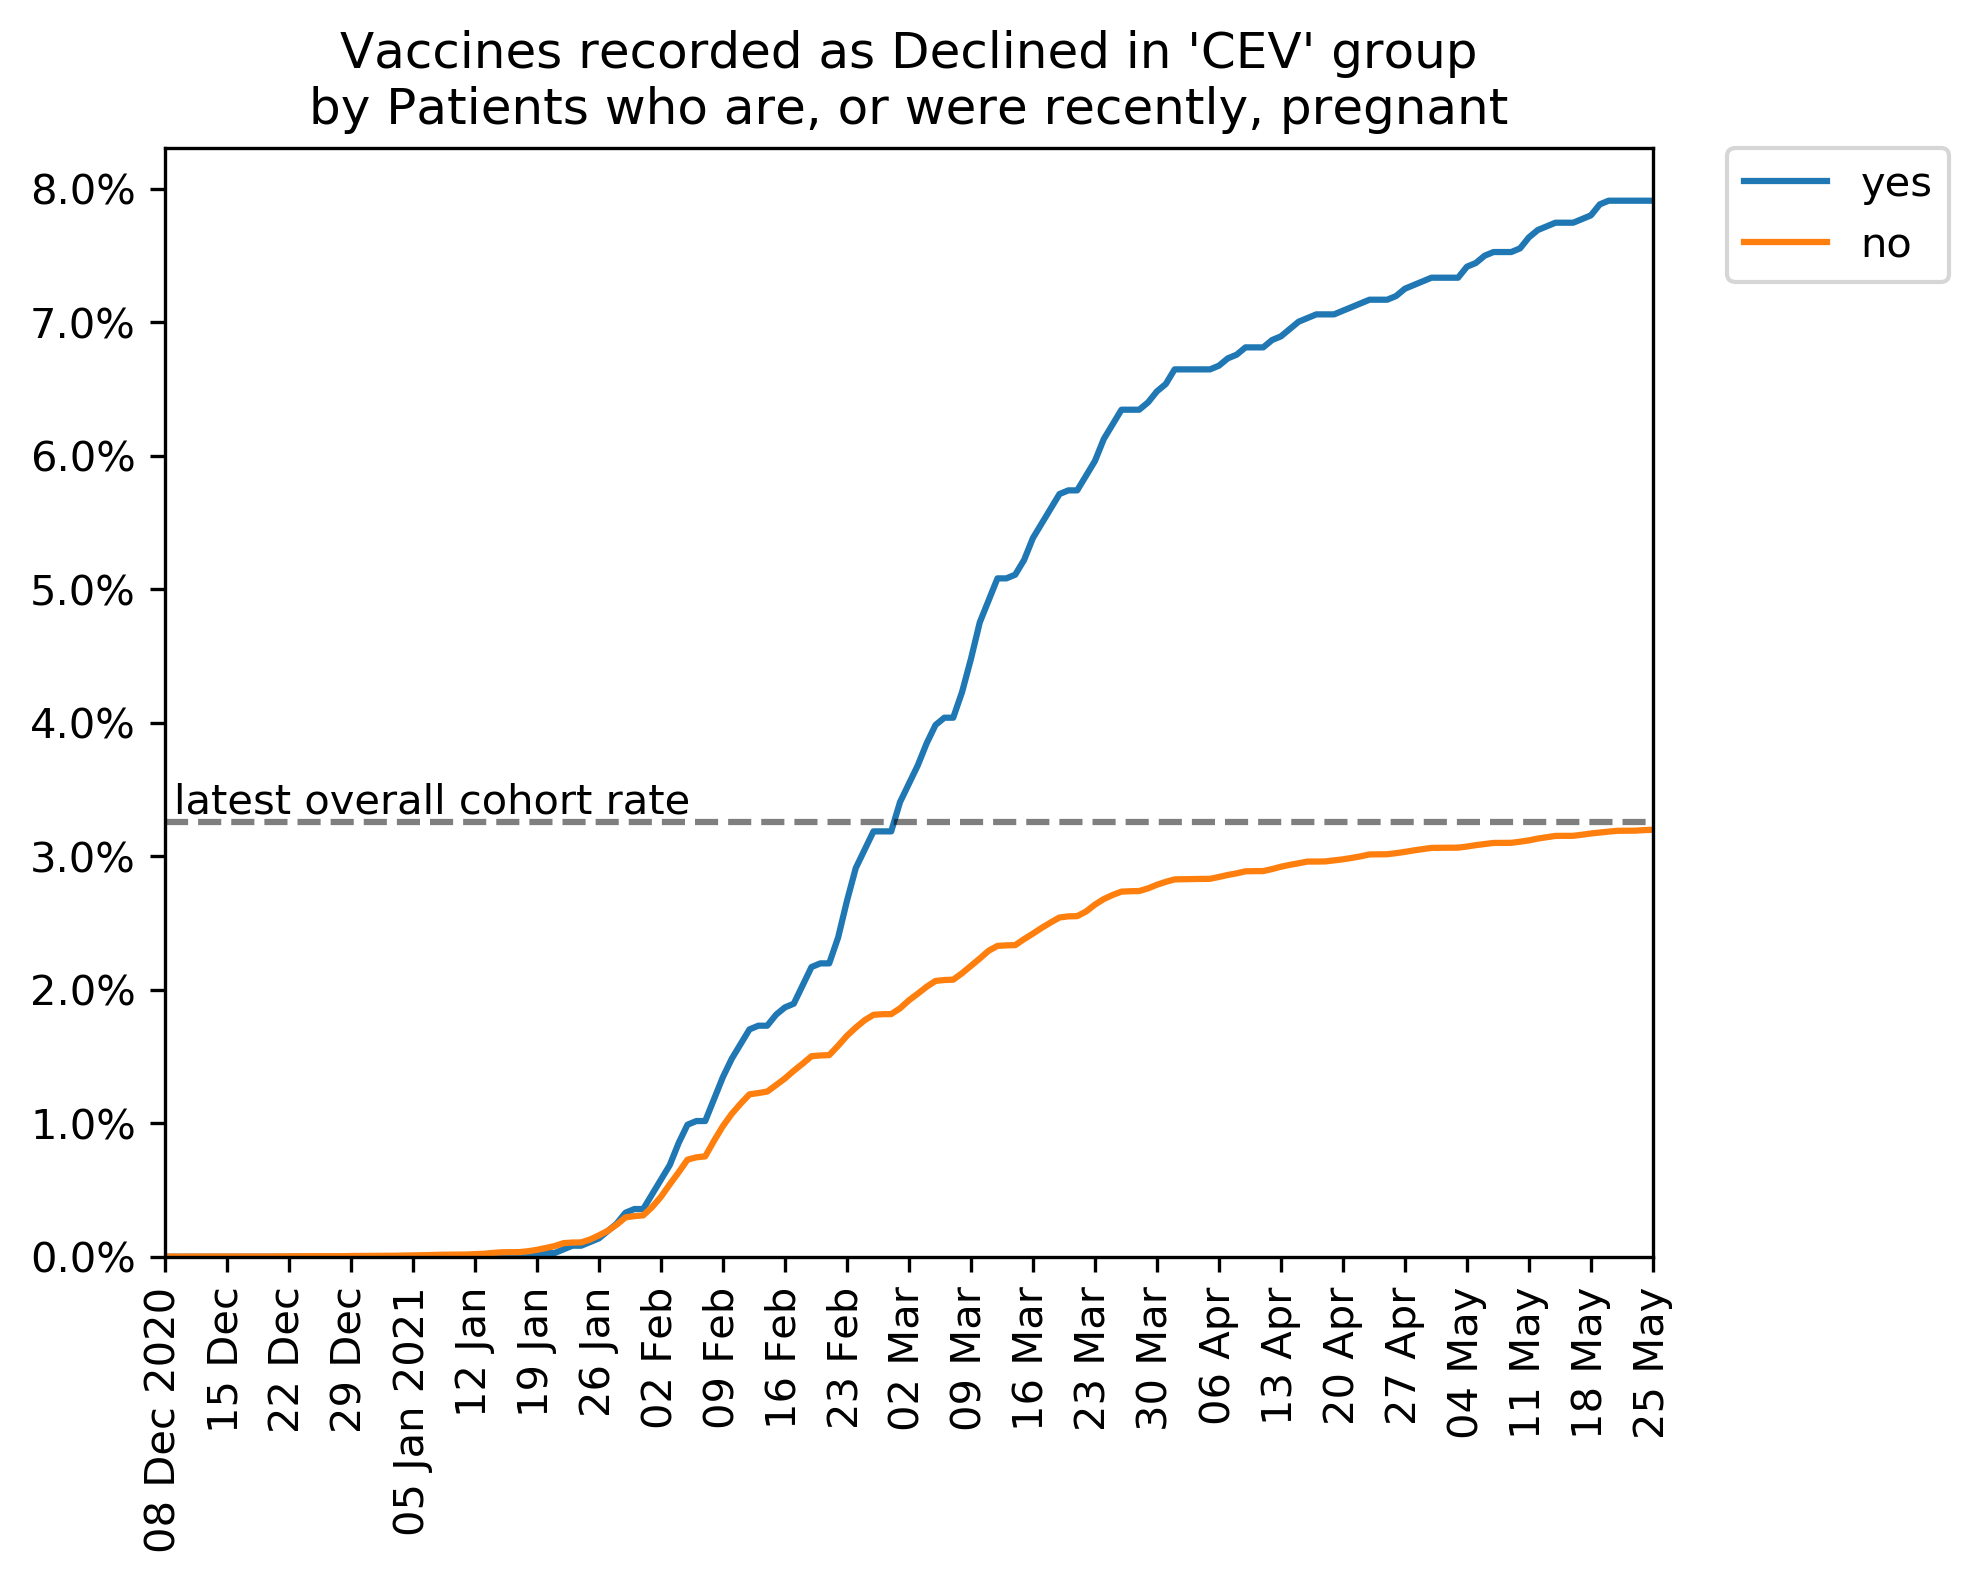 Vaccines recorded as Declined in 'CEV' group
by Patients who are, or were recently, pregnant
yes
no
8.0%
7.0%
6.0%
5.0%
4.0%
latest overall cohort rate
3.0%
2.0%
1.0%
0.0%
08 Dec 2020
15 Dec
22 Dec
29 Dec
05 Jan 2021
12 Jan
19 Jan
26 Jan
02 Feb
09 Feb
16 Feb
23 Feb
02 Mar
09 Mar
16 Mar
23 Mar
30 Mar
06 Apr
13 Apr
20 Apr
27 Apr
04 May
11 May
18 May
25 May